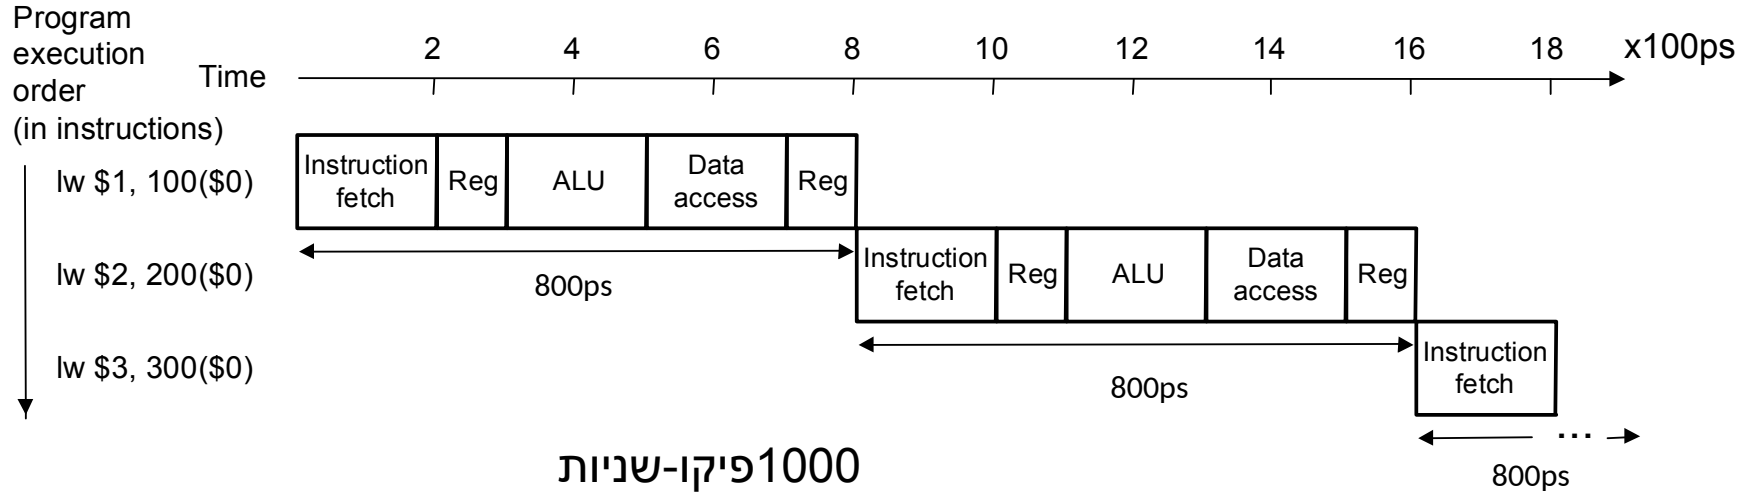 Program
execution
order
(in instructions)
Time
2 4 6 8 10 12 14 16 18 x100ps
lw $1, 100($0)
Instruction
fetch
Reg
ALU
Data
access
Reg
800ps
lw $2, 200($0)
Instruction
fetch
Reg
ALU
Data
access
Reg
800ps
lw $3, 300($0)
Instruction
fetch
...
800ps
1000פיקו-שניות